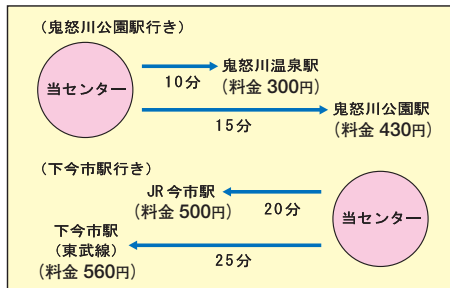 (鬼怒川公園駅行き)
当センター
10分
鬼怒川温泉駅
(料金 300円)
15分
鬼怒川公園駅
(料金 430円)
(下今市駅行き)
JR今市駅
(料金 500円)
20分
当センター
下今市駅
(東武線)
(料金 560円)
25分